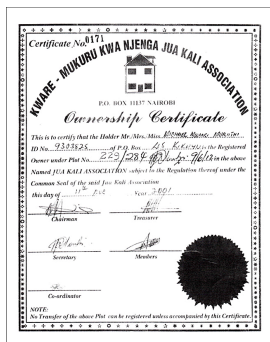 Certificate No. 0171
KWARE - MUKURU KWA NJENGA JUA KALI ASSOCIATION
P.O. BOX 11137 NAIROBI
Ownership Certificate
This is to certify that the Holder Mr. Mrs. Miss
ID No. 9303825 of P.O. Box the Registered
Owner under Plot No. 229/284 in the above
Named JUA KALI ASSOCIATION subject to the Regulation thereof under the
Common Seal of the said Jua Kali Association
this day of Year 2001
Chairman Treasurer
Secretary Members
Co-ordinator
NOTE:
No Transfer of the above Plot can be registered unless accompanied by this Certificate.